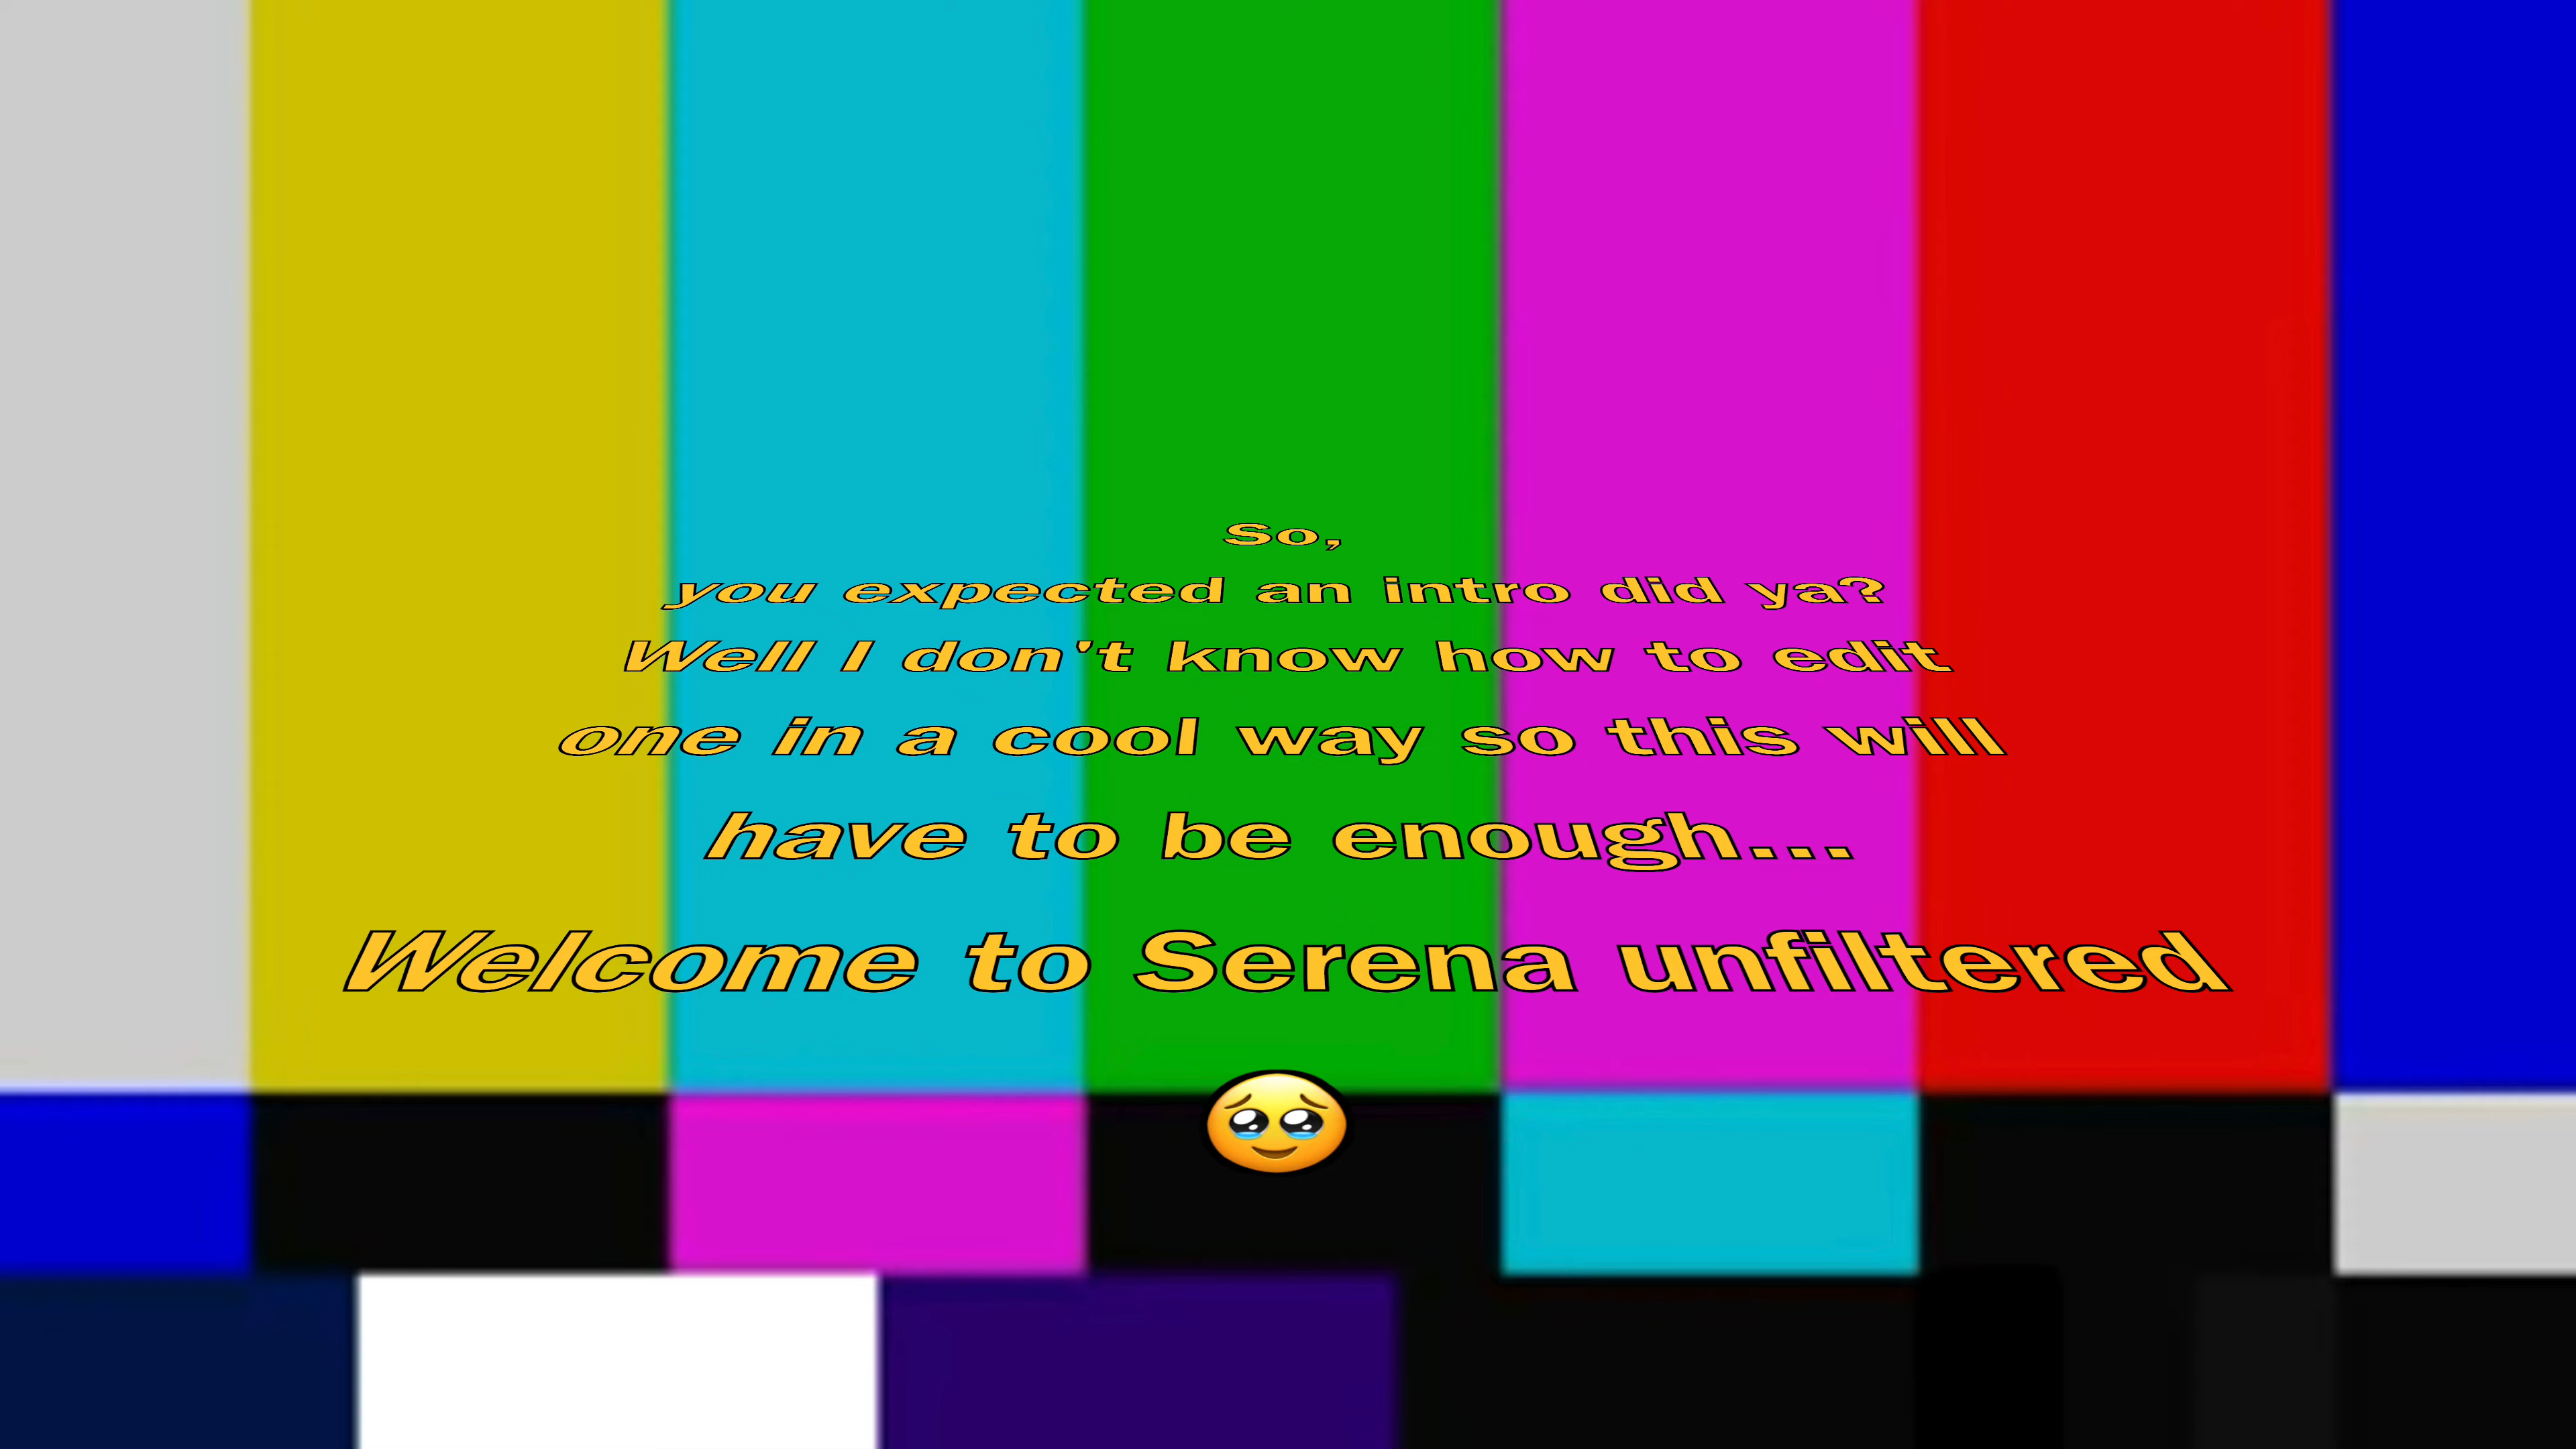 So,
you expected an intro did ya?
Well I don't know how to edit
one in a cool way so this will
have to be enough...
Welcome to Serena unfiltered
🥹